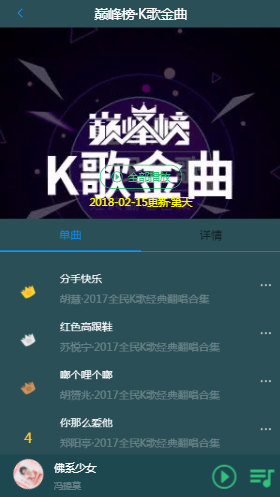 巅峰榜·K歌金曲
巅峰榜
K歌金曲
全部播放
2018-02-15更新·第天
单曲
详情
分手快乐
胡慧·2017全民K歌经典翻唱合集
红色高跟鞋
苏悦宁·2017全民K歌经典翻唱合集
嘟个哩个嘟
胡赟兆·2017全民K歌经典翻唱合集
4
你那么爱他
郑阳亭·2017全民K歌经典翻唱合集
佛系少女
冯提莫